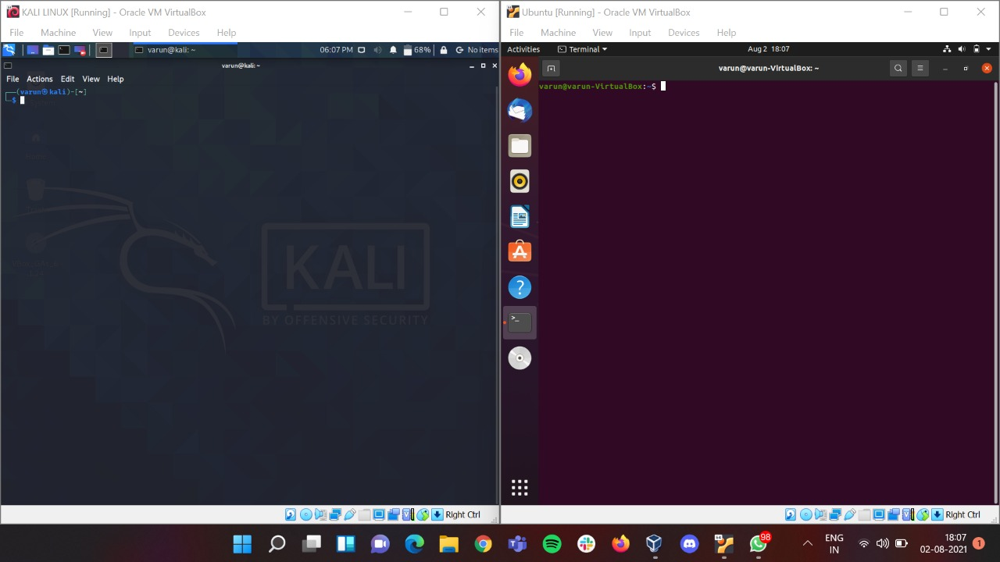 KALI LINUX [Running] - Oracle VM VirtualBox
File Machine View Input Devices Help
varun@kali: ~
06:07 PM
68%
No items
varun@kali: ~
File Actions Edit View Help
┌──(varun㉿kali)-[~]
└─$
KALI
BY OFFENSIVE SECURITY
Right Ctrl
Ubuntu [Running] - Oracle VM VirtualBox
File Machine View Input Devices Help
Activities
Terminal
Aug 2 18:07
varun@varun-VirtualBox: ~
varun@varun-VirtualBox:~$
Right Ctrl
98
ENG
IN
18:07
02-08-2021
1